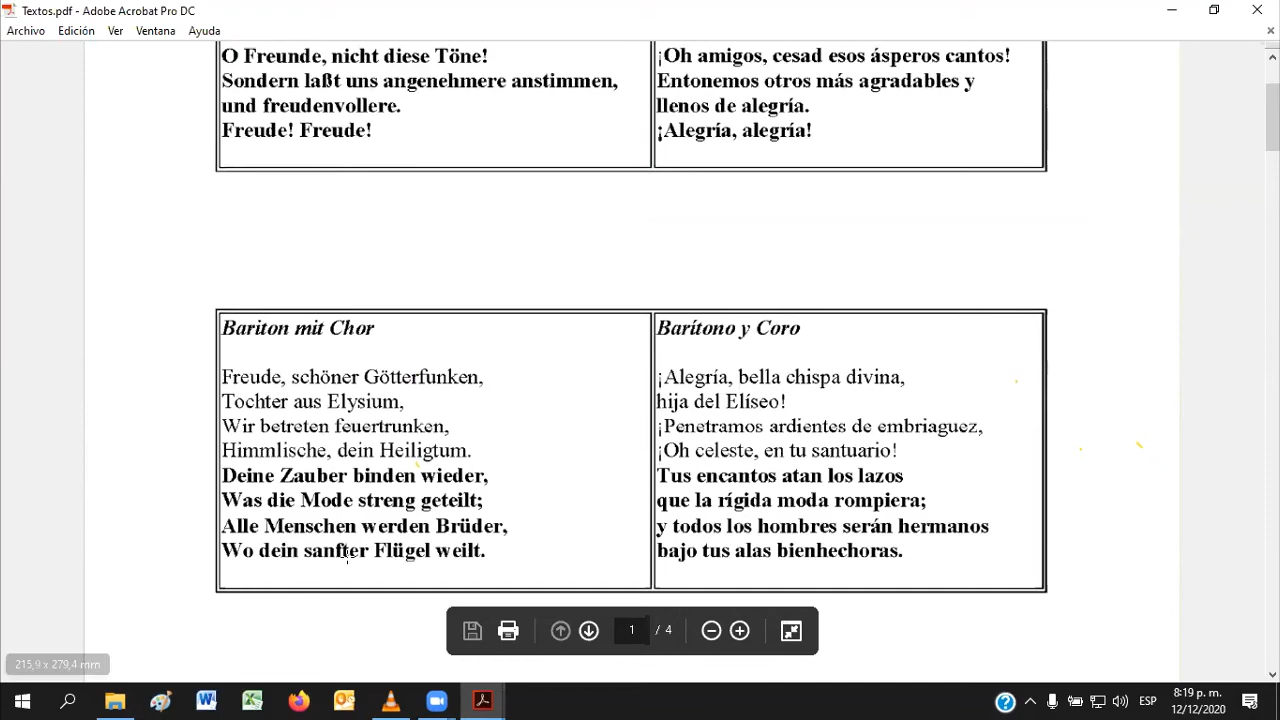 Textos.pdf - Adobe Acrobat Pro DC
Archivo Edición Ver Ventana Ayuda
O Freunde, nicht diese Töne!
Sondern laßt uns angenehmere anstimmen,
und freudenvollere.
Freude! Freude!
¡Oh amigos, cesad esos ásperos cantos!
Entonemos otros más agradables y
llenos de alegría.
¡Alegría, alegría!
Bariton mit Chor
Freude, schöner Götterfunken,
Tochter aus Elysium,
Wir betreten feuertrunken,
Himmlische, dein Heiligtum.
Deine Zauber binden wieder,
Was die Mode streng geteilt;
Alle Menschen werden Brüder,
Wo dein sanfter Flügel weilt.
Barítono y Coro
¡Alegría, bella chispa divina,
hija del Elíseo!
¡Penetramos ardientes de embriaguez,
¡Oh celeste, en tu santuario!
Tus encantos atan los lazos
que la rígida moda rompiera;
y todos los hombres serán hermanos
bajo tus alas bienhechoras.
1 / 4
215,9 x 279,4 mm
ESP
8:19 p. m.
12/12/2020